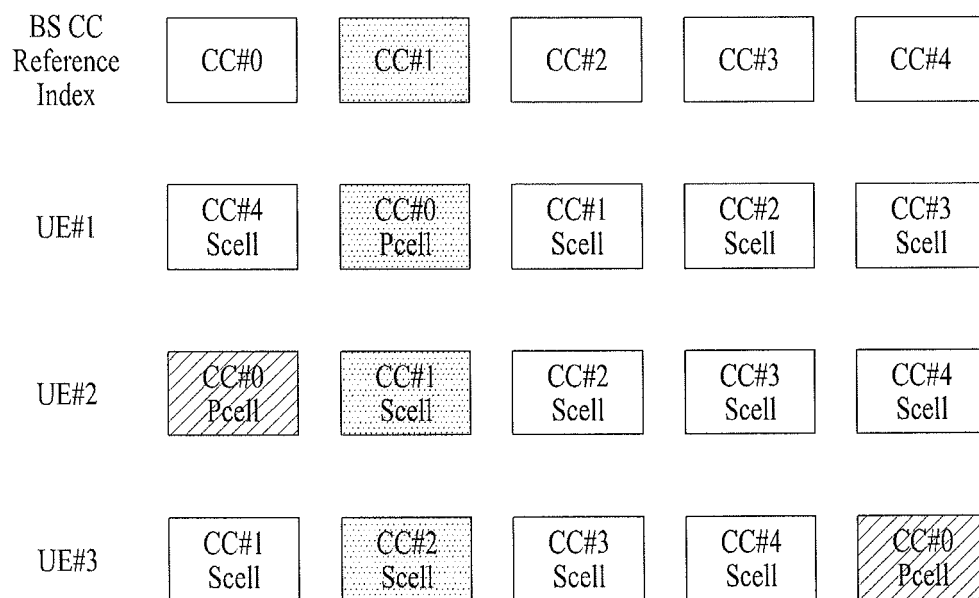 BS CC
Reference
Index
CC#0
CC#1
CC#2
CC#3
CC#4
UE#1
CC#4
Scell
CC#0
Pcell
CC#1
Scell
CC#2
Scell
CC#3
Scell
UE#2
CC#0
Pcell
CC#1
Scell
CC#2
Scell
CC#3
Scell
CC#4
Scell
UE#3
CC#1
Scell
CC#2
Scell
CC#3
Scell
CC#4
Scell
CC#0
Pcell